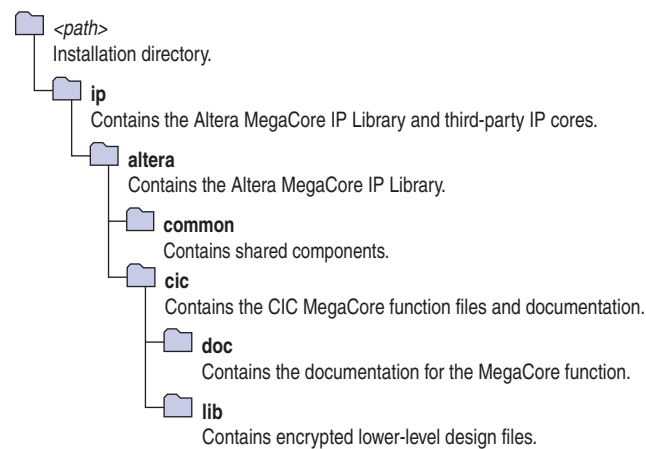 <path>
Installation directory.
ip
Contains the Altera MegaCore IP Library and third-party IP cores.
altera
Contains the Altera MegaCore IP Library.
common
Contains shared components.
cic
Contains the CIC MegaCore function files and documentation.
doc
Contains the documentation for the MegaCore function.
lib
Contains encrypted lower-level design files.